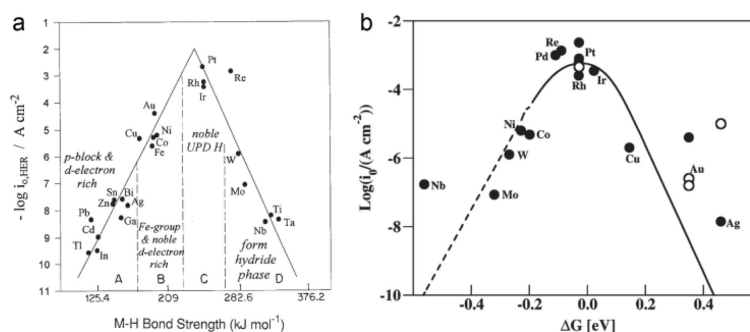 a
- log i₀,HER / A cm⁻²
1
2
3
4
5
6
7
8
9
10
11
Pt
Re
Rh
Ir
Au
Cu
Ni
Co
Fe
noble
UPD H
W
p-block &
d-electron
rich
Mo
Sn
Bi
Zn
Ag
Pb
Ga
Ti
Ta
Nb
Cd
Fe-group
& noble
d-electron
rich
form
hydride
phase
Tl
In
A
B
C
D
125.4
209
282.6
376.2
M-H Bond Strength (kJ mol⁻¹)
b
Log(i₀/(A cm⁻²))
-2
-4
-6
-8
-10
Re
Pd
Pt
Ir
Rh
Ni
Co
W
Cu
Nb
Mo
Au
Ag
-0.4
-0.2
0.0
0.2
0.4
ΔG [eV]